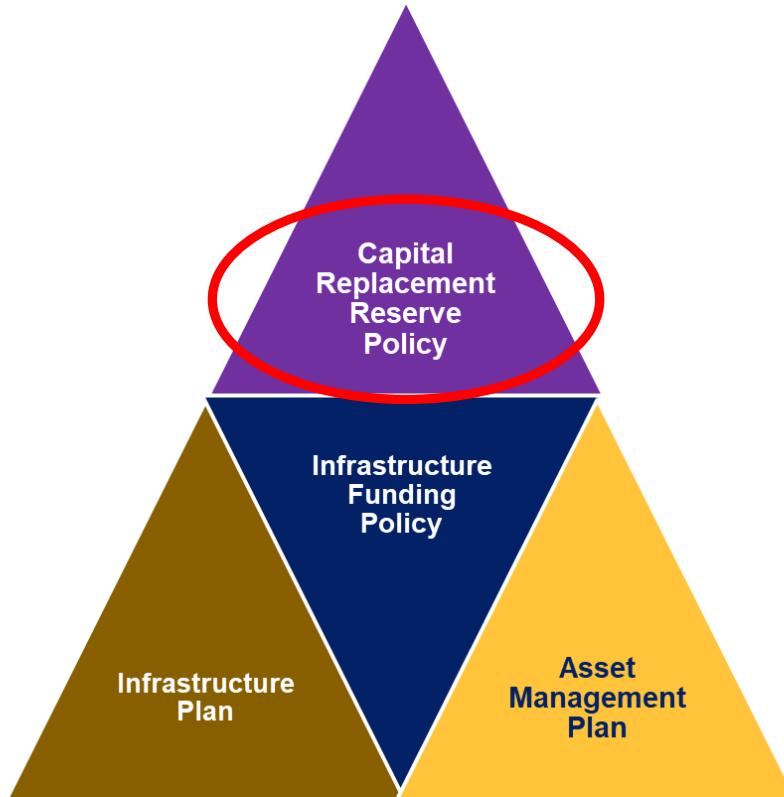 Capital
Replacement
Reserve
Policy
Infrastructure
Funding
Policy
Infrastructure
Plan
Asset
Management
Plan